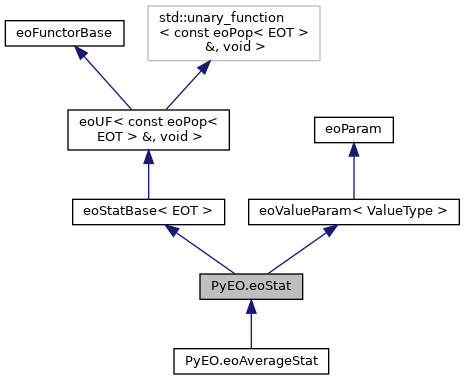 eoFunctorBase
std::unary_function
< const eoPop< EOT >
&, void >
eoUF< const eoPop<
EOT > &, void >
eoParam
eoStatBase< EOT >
eoValueParam< ValueType >
PyEO.eoStat
PyEO.eoAverageStat